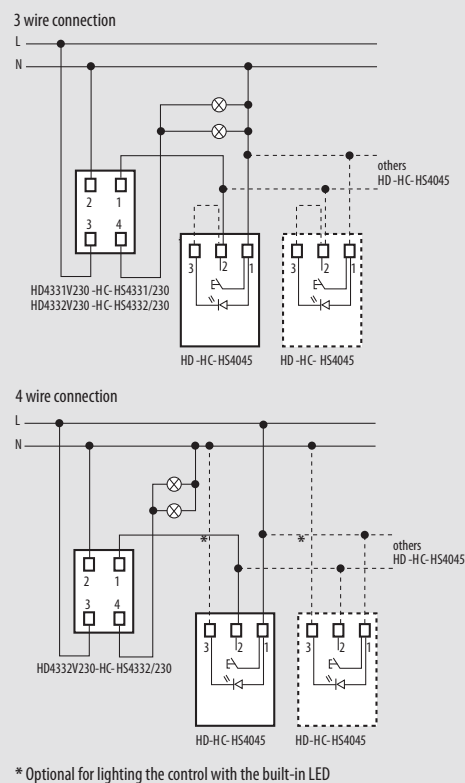 3 wire connection
L
N
others
HD -HC-HS4045
2 1
3 4
3 2 1
3 2 1
HD4331V230 -HC- HS4331/230
HD4332V230 -HC- HS4332/230
HD -HC-HS4045
HD -HC- HS4045
4 wire connection
L
N
* *
others
HD -HC-HS4045
2 1
3 4
3 2 1
3 2 1
HD4332V230-HC- HS4332/230
HD-HC-HS4045
HD-HC-HS4045
* Optional for lighting the control with the built-in LED